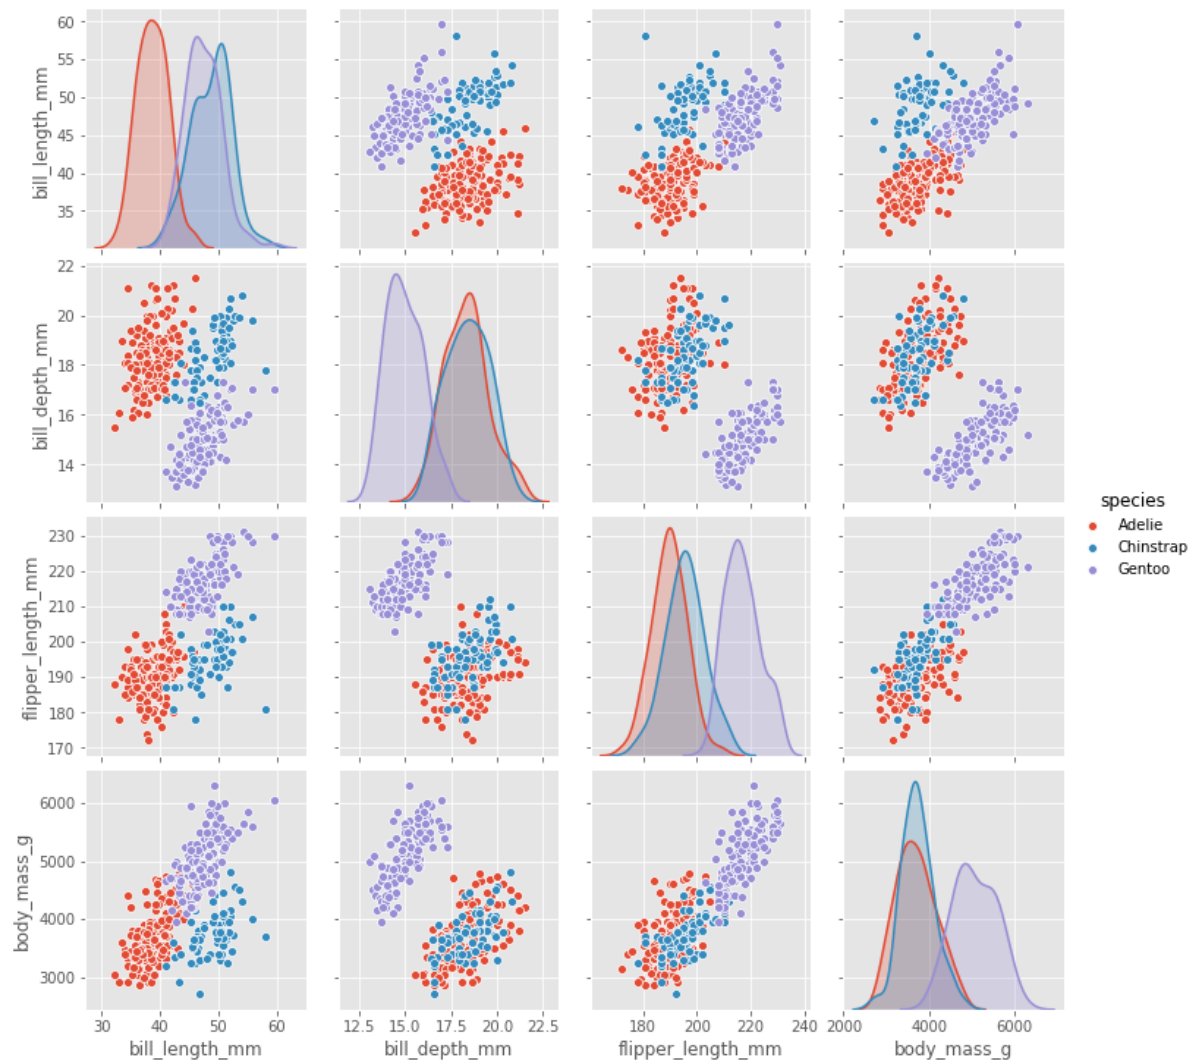 60
55
50
45
40
35
bill_length_mm
22
20
18
16
14
bill_depth_mm
230
220
210
200
190
180
170
flipper_length_mm
6000
5000
4000
3000
body_mass_g
30 40 50 60
bill_length_mm
12.5 15.0 17.5 20.0 22.5
bill_depth_mm
180 200 220 240
flipper_length_mm
2000 4000 6000
body_mass_g
species
Adelie
Chinstrap
Gentoo